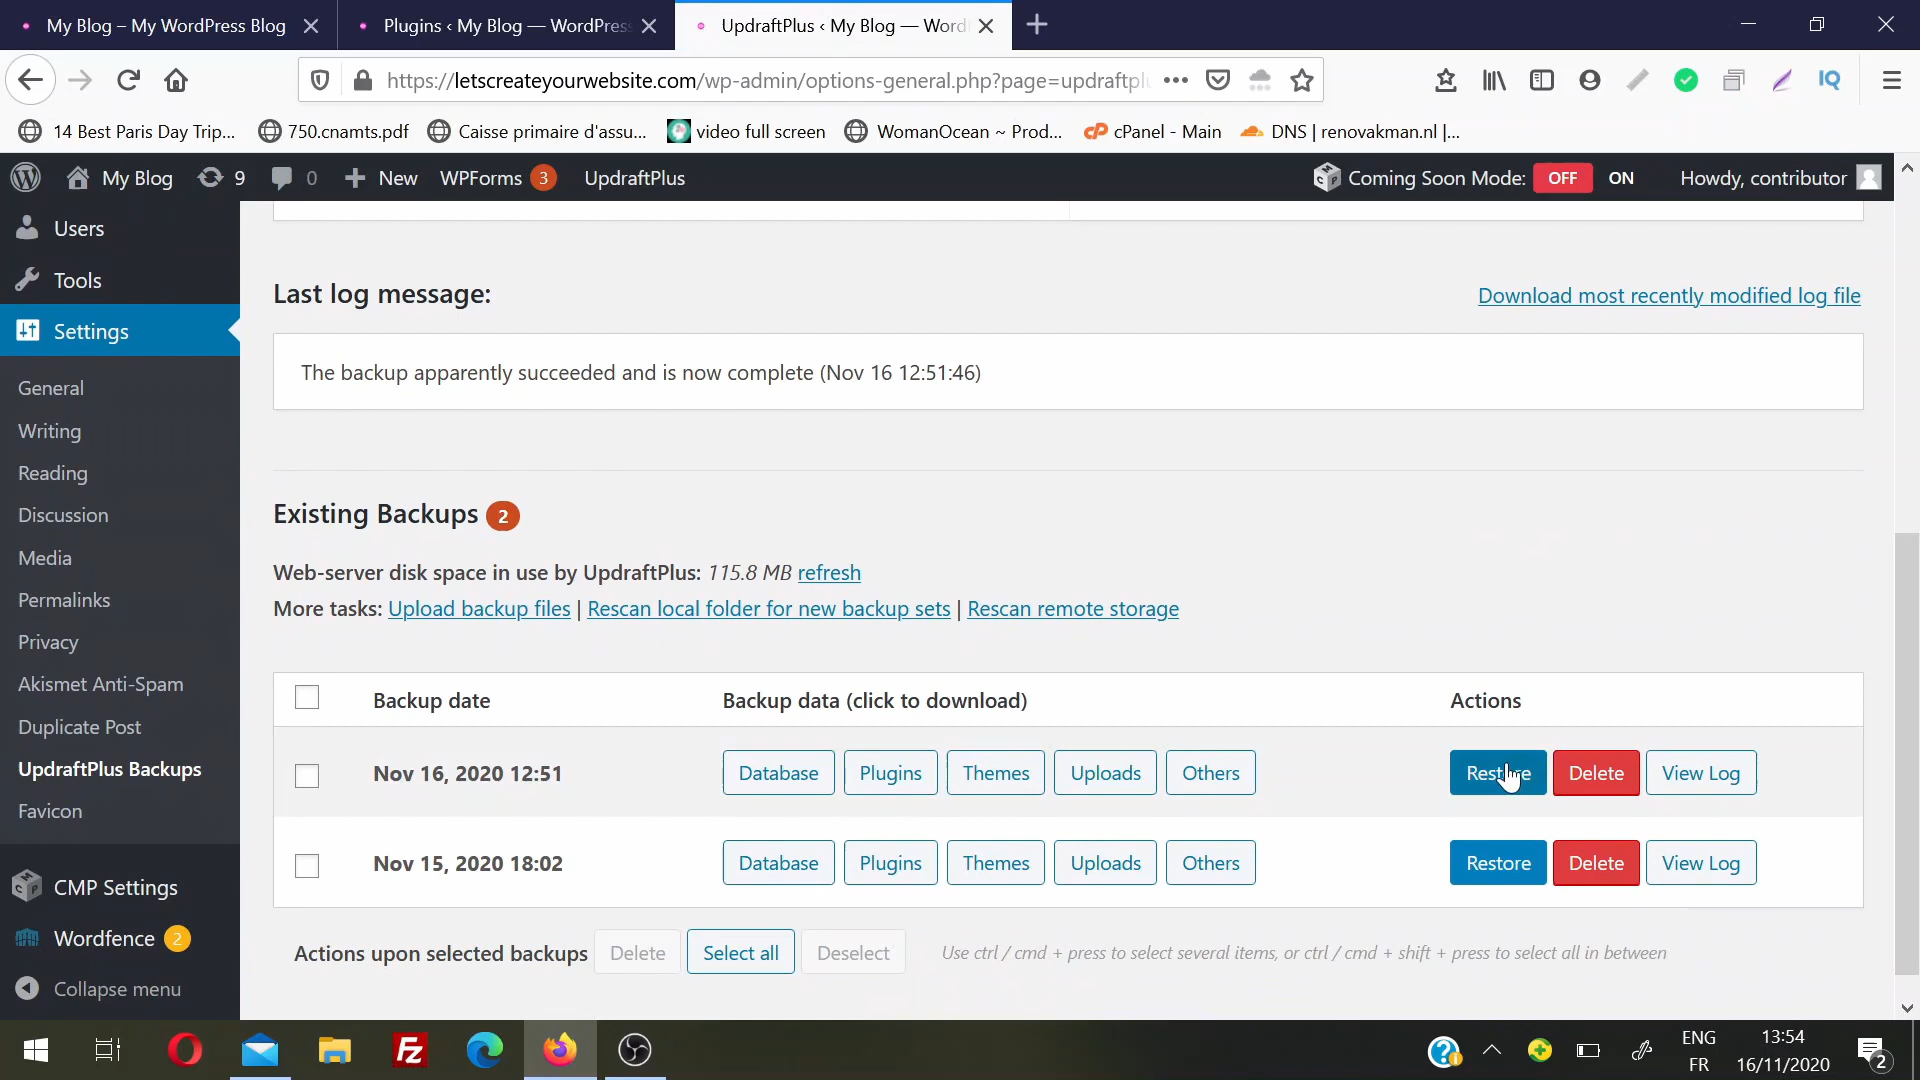 My Blog – My WordPress Blog
Plugins ‹ My Blog — WordPres
UpdraftPlus ‹ My Blog — Word
https://letscreateyourwebsite.com/wp-admin/options-general.php?page=updraftpl
IQ
14 Best Paris Day Trip...
750.cnamts.pdf
Caisse primaire d'assu...
video full screen
WomanOcean ~ Prod...
cPanel - Main
DNS | renovakman.nl |...
My Blog
9
0
New
WPForms 3
UpdraftPlus
Coming Soon Mode: OFF ON
Howdy, contributor
Users
Tools
Settings
General
Writing
Reading
Discussion
Media
Permalinks
Privacy
Akismet Anti-Spam
Duplicate Post
UpdraftPlus Backups
Favicon
CMP Settings
Wordfence 2
Collapse menu
Last log message:
Download most recently modified log file
The backup apparently succeeded and is now complete (Nov 16 12:51:46)
Existing Backups 2
Web-server disk space in use by UpdraftPlus: 115.8 MB refresh
More tasks: Upload backup files | Rescan local folder for new backup sets | Rescan remote storage
Backup date Backup data (click to download) Actions
Nov 16, 2020 12:51 Database Plugins Themes Uploads Others Restore Delete View Log
Nov 15, 2020 18:02 Database Plugins Themes Uploads Others Restore Delete View Log
Actions upon selected backups Delete Select all Deselect Use ctrl / cmd + press to select several items, or ctrl / cmd + shift + press to select all in between
ENG
FR
13:54
16/11/2020
2